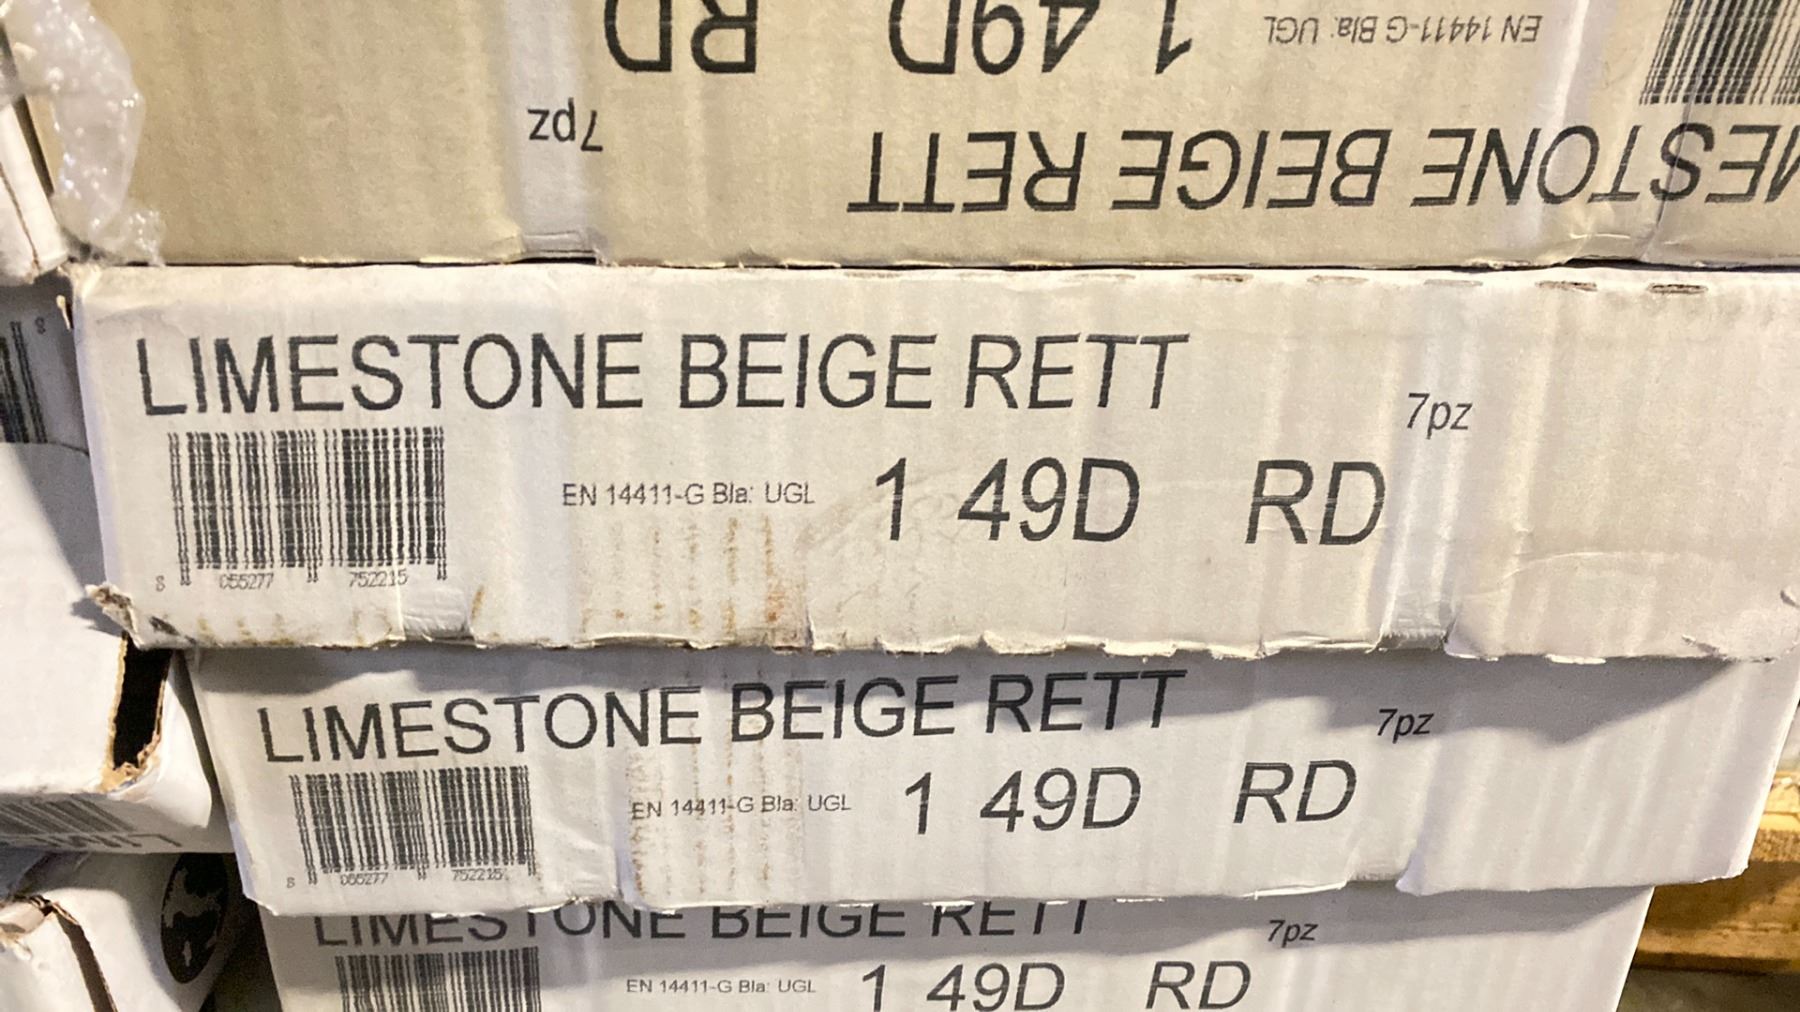 RD 1 49D EN 14411-G Bla: UGL
7pz
MESTONE BEIGE RETT
LIMESTONE BEIGE RETT
7pz
EN 14411-G Bla: UGL 1 49D RD
8 055277 752215
LIMESTONE BEIGE RETT
7pz
EN 14411-G Bla: UGL 1 49D RD
8 055277 752215
LIMESTONE BEIGE RETT
7pz
EN 14411-G Bla: UGL 1 49D RD
8